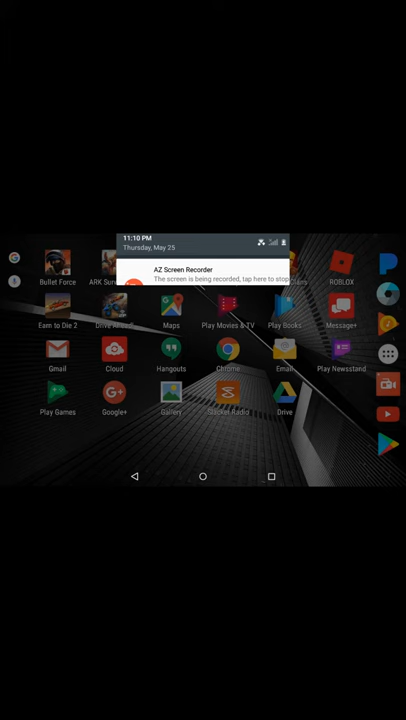 11:10 PM
Thursday, May 25
AZ Screen Recorder
The screen is being recorded, tap here to stop
Bullet Force
ROBLOX
Earn to Die 2
Maps
Play Movies & TV
Play Books
Message+
Gmail
Cloud
Hangouts
Chrome
Email
Play Newsstand
Play Games
Google+
Gallery
Slacker Radio
Drive